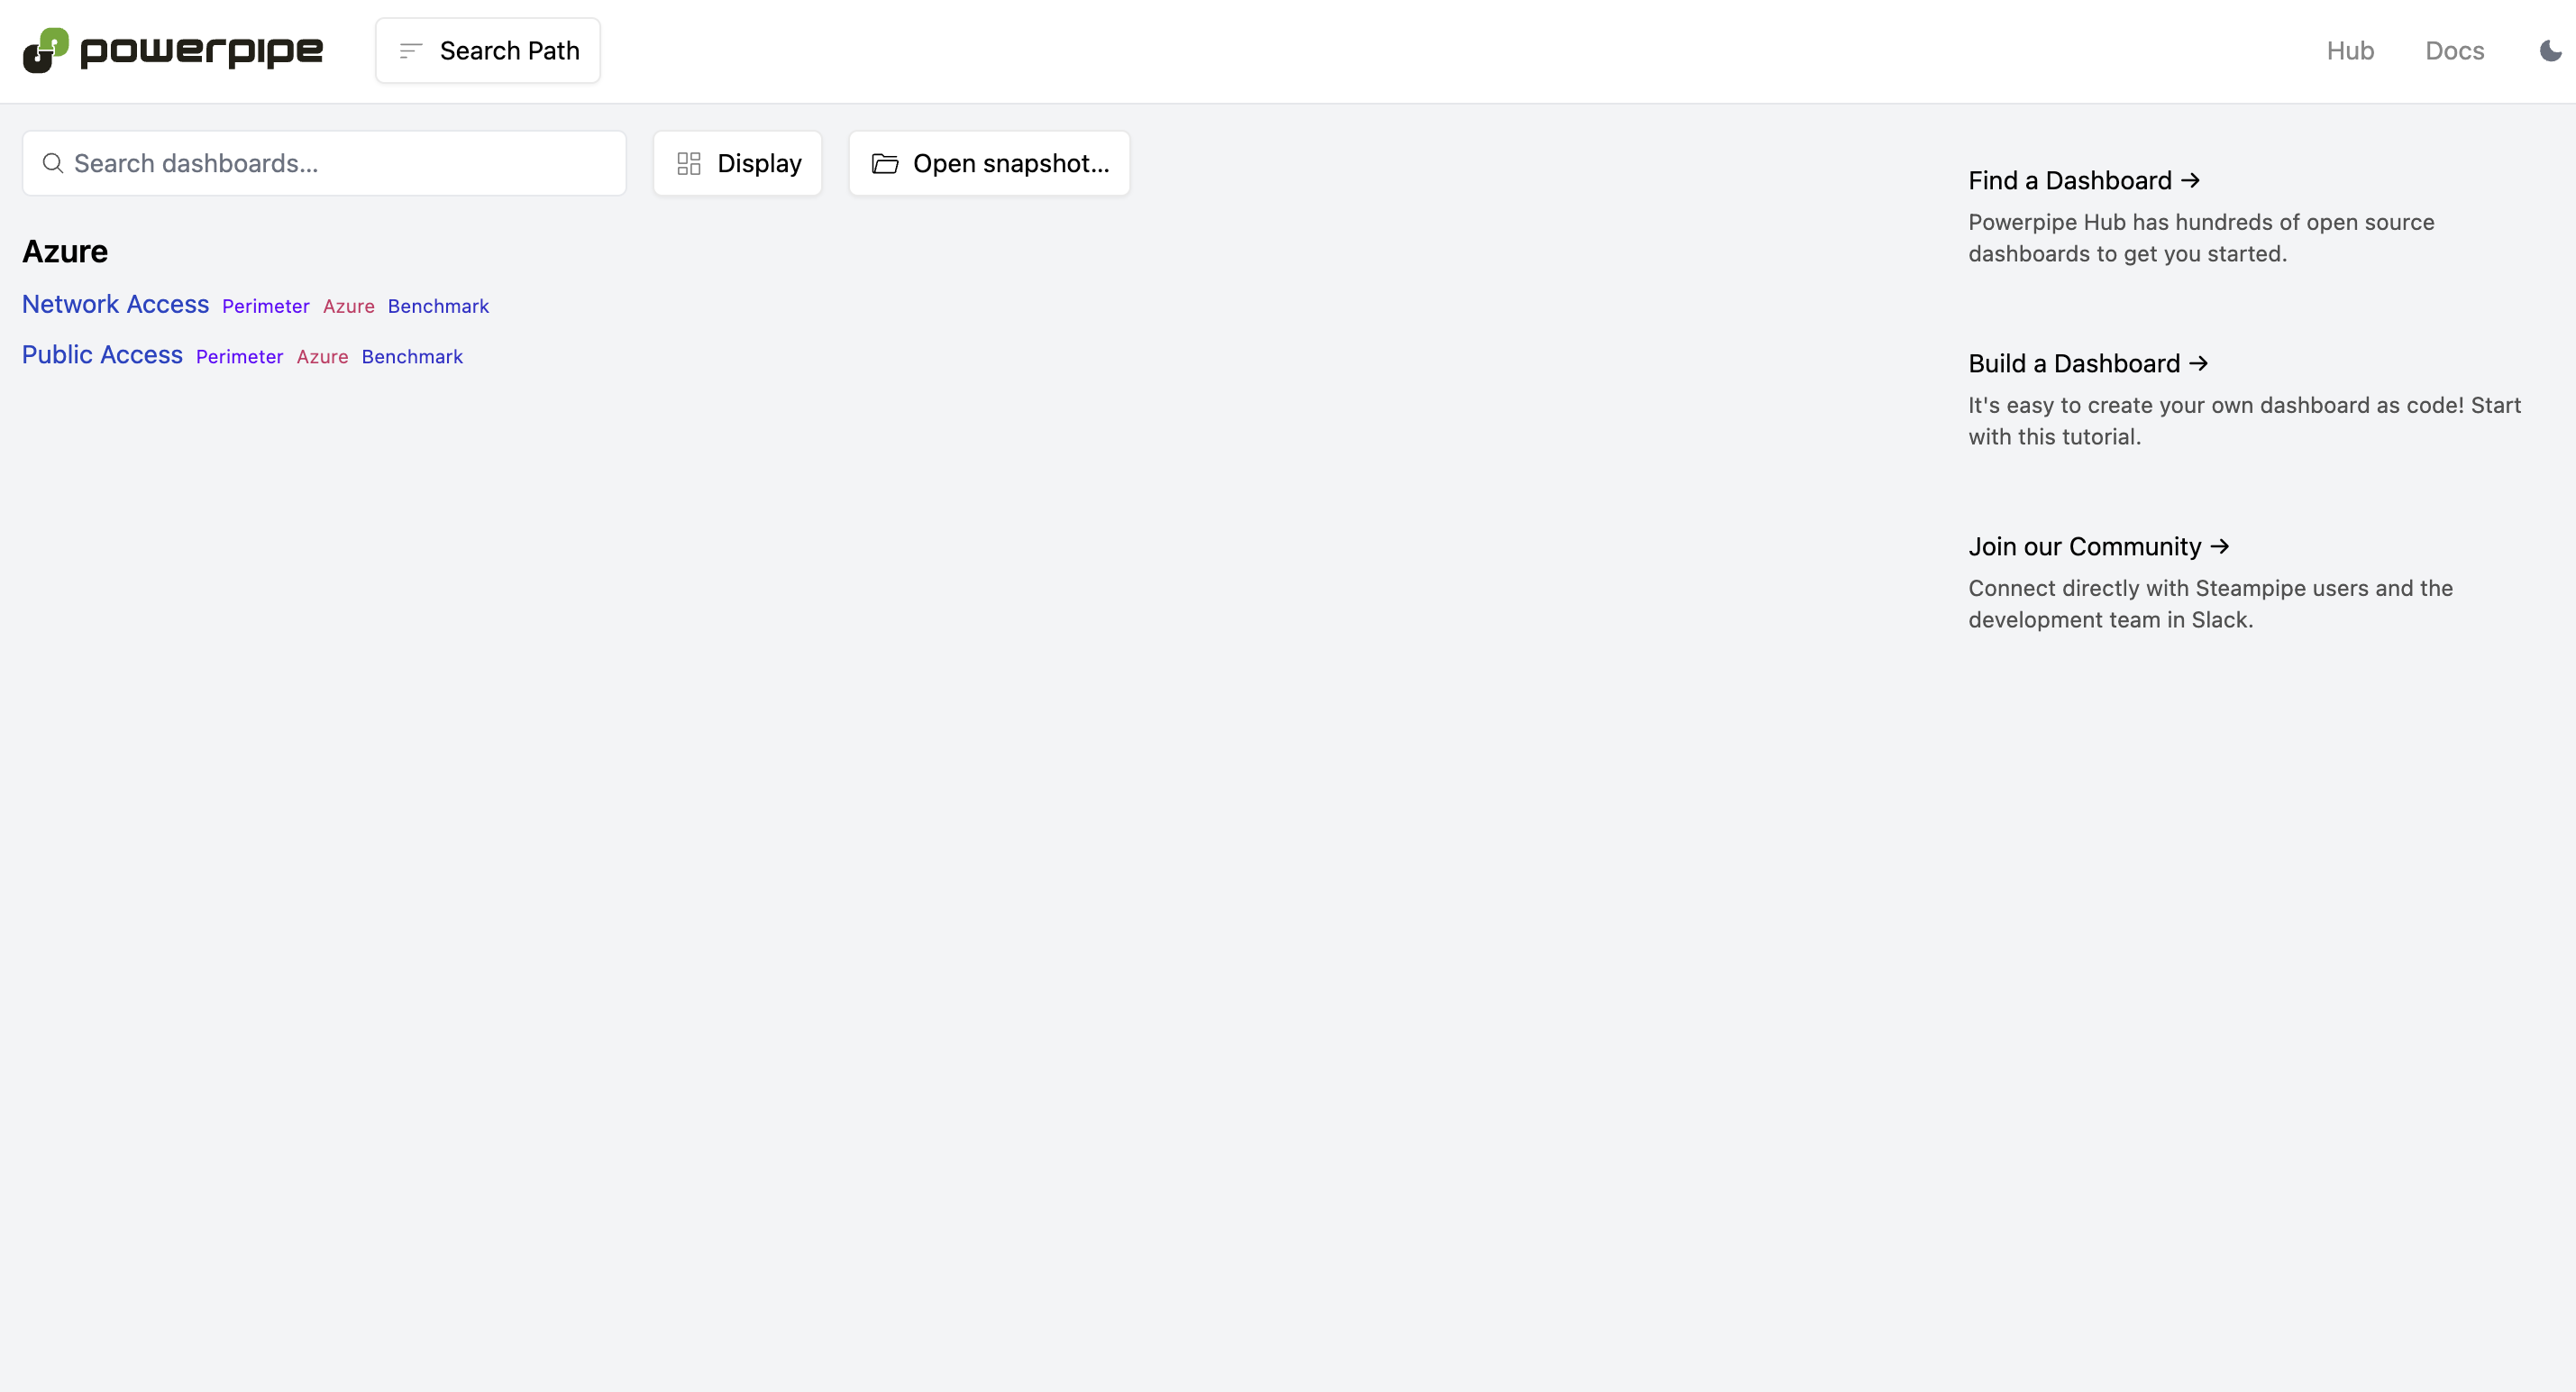 powerpipe
Search Path
Hub
Docs
Search dashboards...
Display
Open snapshot...
Azure
Network Access Perimeter Azure Benchmark
Public Access Perimeter Azure Benchmark
Find a Dashboard →
Powerpipe Hub has hundreds of open source
dashboards to get you started.
Build a Dashboard →
It's easy to create your own dashboard as code! Start
with this tutorial.
Join our Community →
Connect directly with Steampipe users and the
development team in Slack.